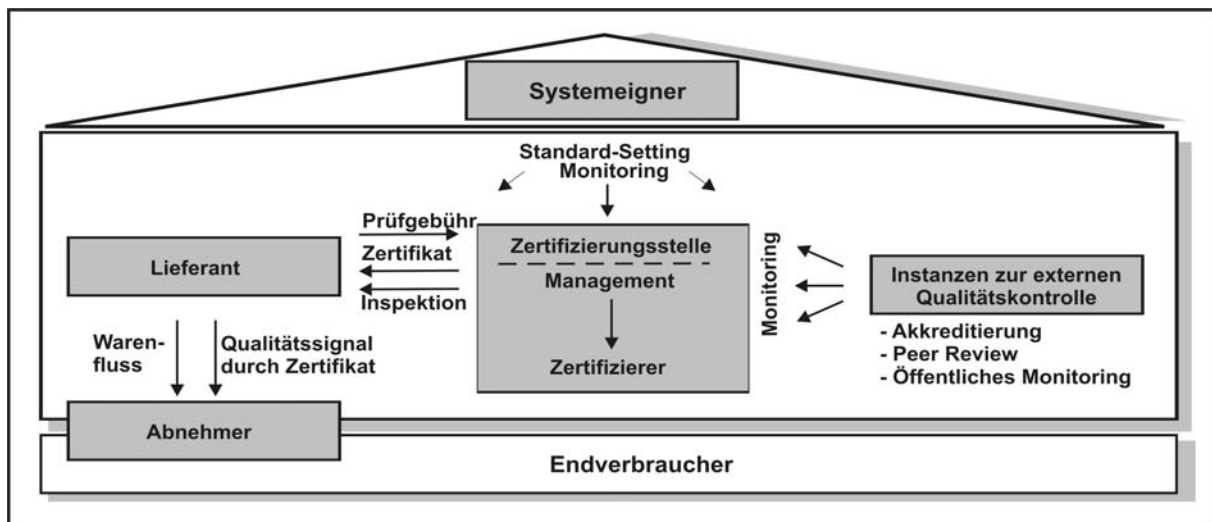 Systemeigner
Standard-Setting
Monitoring
Prüfgebühr
Zertifikat
Inspektion
Lieferant
Zertifizierungsstelle
Management
Zertifizierer
Monitoring
Instanzen zur externen
Qualitätskontrolle
- Akkreditierung
- Peer Review
- Öffentliches Monitoring
Waren-
fluss
Qualitätssignal
durch Zertifikat
Abnehmer
Endverbraucher